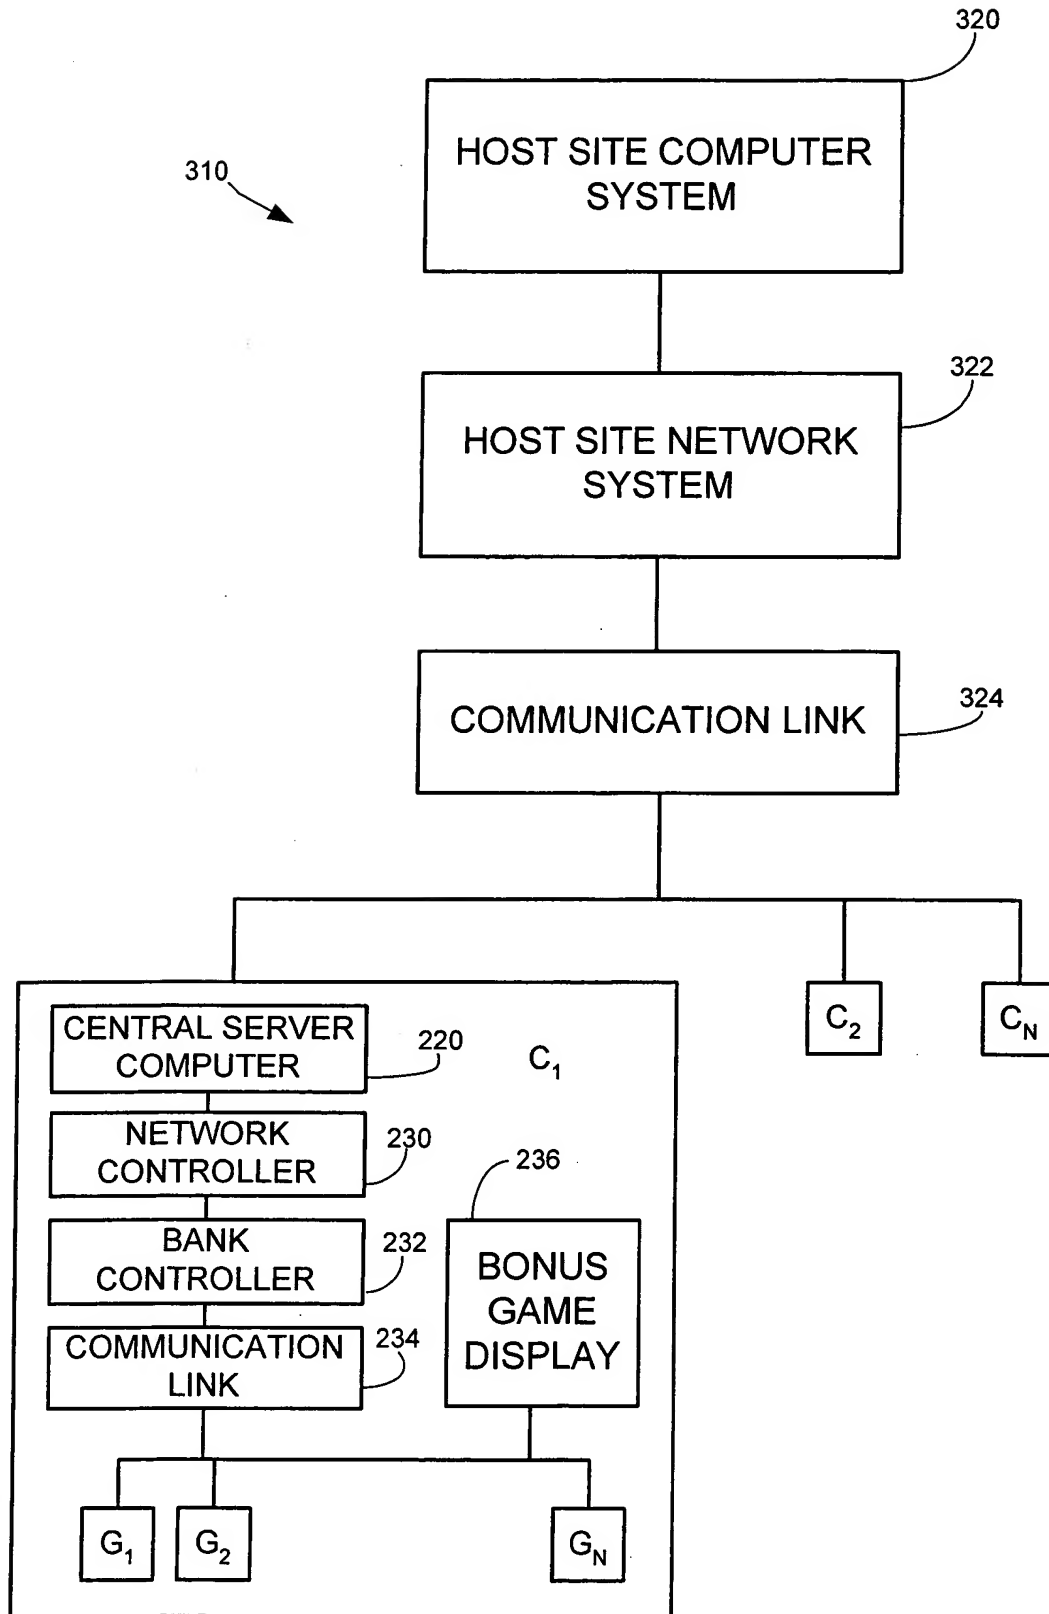 320
HOST SITE COMPUTER
SYSTEM
310
322
HOST SITE NETWORK
SYSTEM
324
COMMUNICATION LINK
C2
CN
CENTRAL SERVER
COMPUTER
220
C1
NETWORK
CONTROLLER
230
236
BANK
CONTROLLER
232
BONUS
GAME
DISPLAY
COMMUNICATION
LINK
234
G1
G2
GN